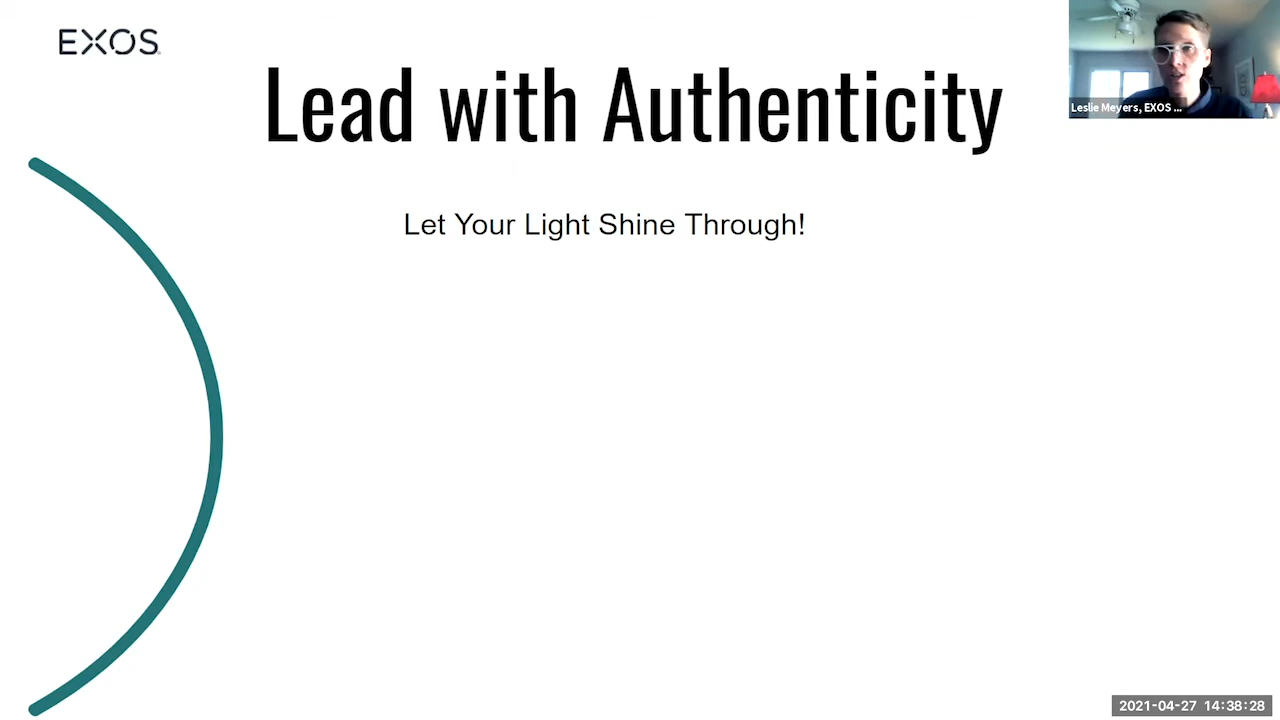 EXOS
Lead with Authenticity
Leslie Meyers, EXOS ...
Let Your Light Shine Through!
2021-04-27 14:38:28